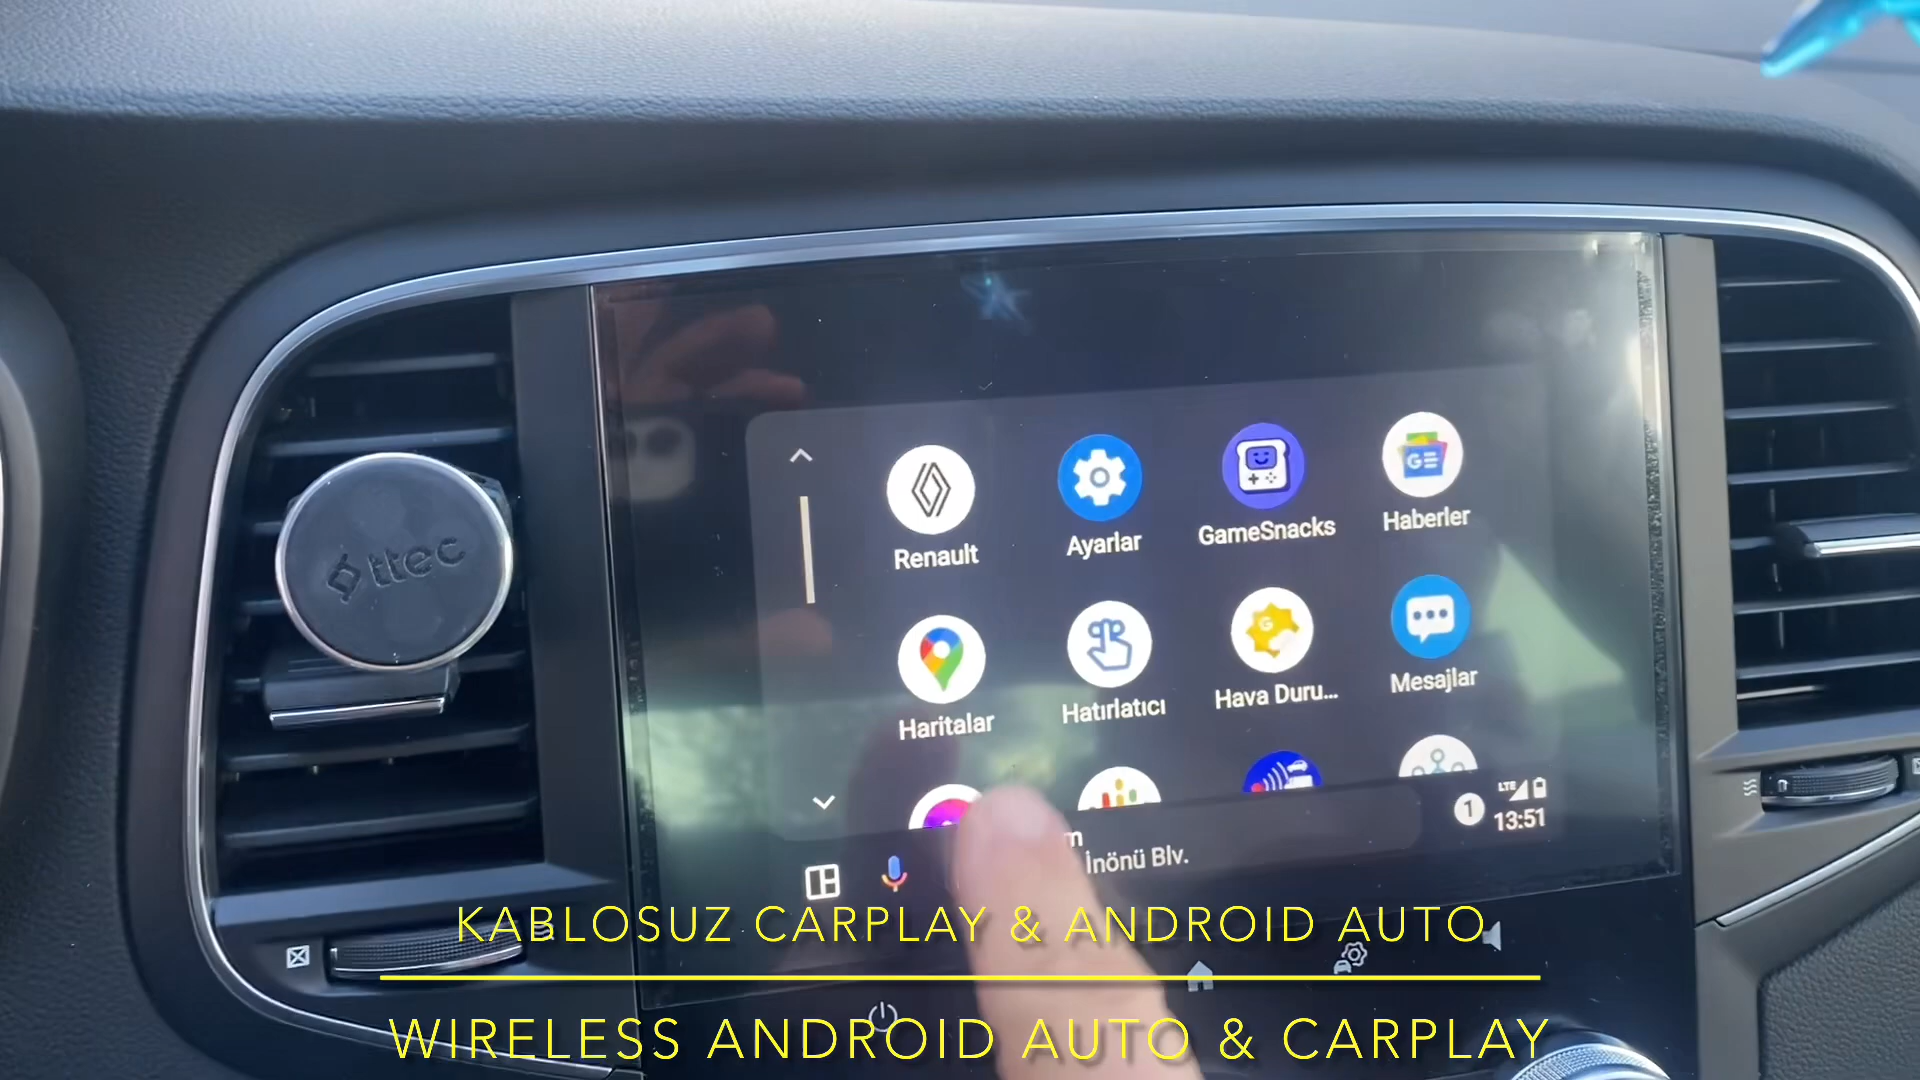 ttec
Renault
Ayarlar
GameSnacks
Haberler
Haritalar
Hatırlatıcı
Hava Duru...
Mesajlar
m
İnönü Blv.
1
LTE
13:51
KABLOSUZ CARPLAY & ANDROID AUTO
WIRELESS ANDROID AUTO & CARPLAY